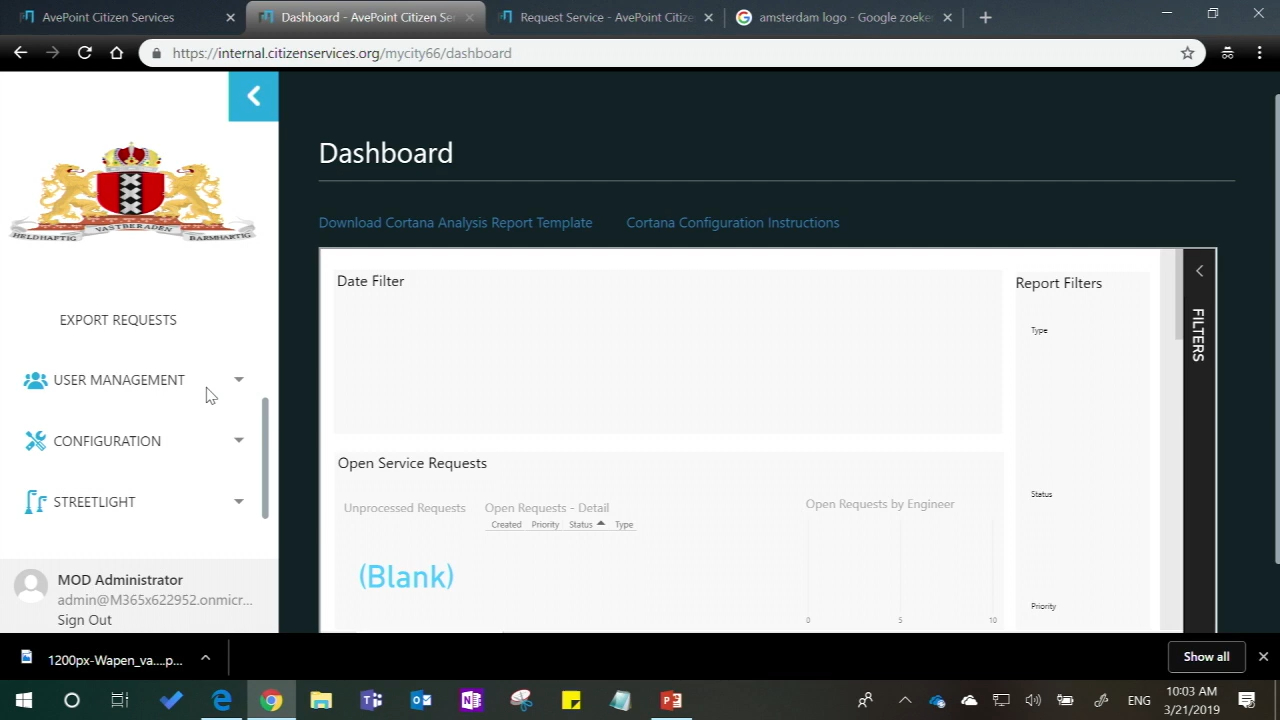 AvePoint Citizen Services
Dashboard - AvePoint Citizen Ser
Request Service - AvePoint Citize
amsterdam logo - Google zoeke
https://internal.citizenservices.org/mycity66/dashboard
HELDHAFTIG VASTBERADEN BARMHARTIG
EXPORT REQUESTS
USER MANAGEMENT
CONFIGURATION
STREETLIGHT
MOD Administrator
admin@M365x622952.onmicr...
Sign Out
Dashboard
Download Cortana Analysis Report Template
Cortana Configuration Instructions
Date Filter
Open Service Requests
Unprocessed Requests
(Blank)
Open Requests - Detail
Created Priority Status Type
Open Requests by Engineer
0 5 10
Report Filters
Type
Status
Priority
FILTERS
1200px-Wapen_va....p...
Show all
ENG
10:03 AM
3/21/2019